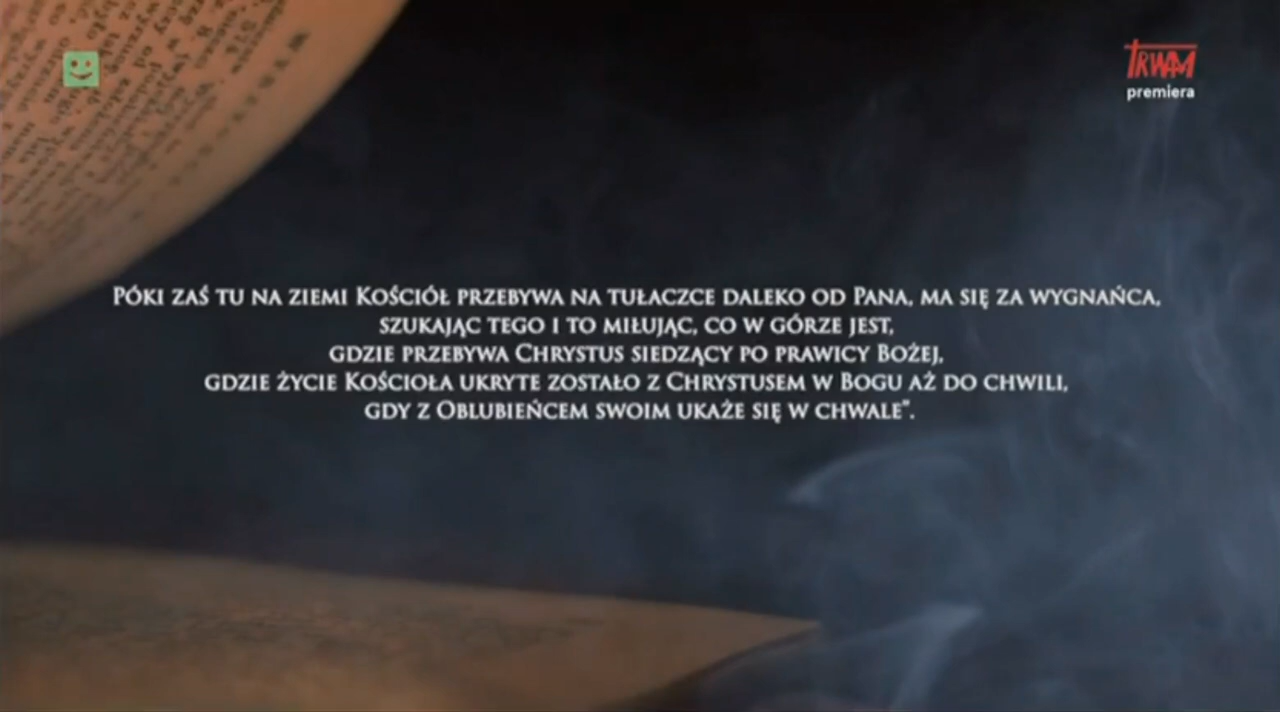 TRWAM
premiera
Póki zaś tu na ziemi Kościół przebywa na tułaczce daleko od Pana, ma się za wygnańca,
szukając tego i to miłując, co w górze jest,
gdzie przebywa Chrystus siedzący po prawicy Bożej,
gdzie życie Kościoła ukryte zostało z Chrystusem w Bogu aż do chwili,
gdy z Oblubieńcem swoim ukaże się w chwale".